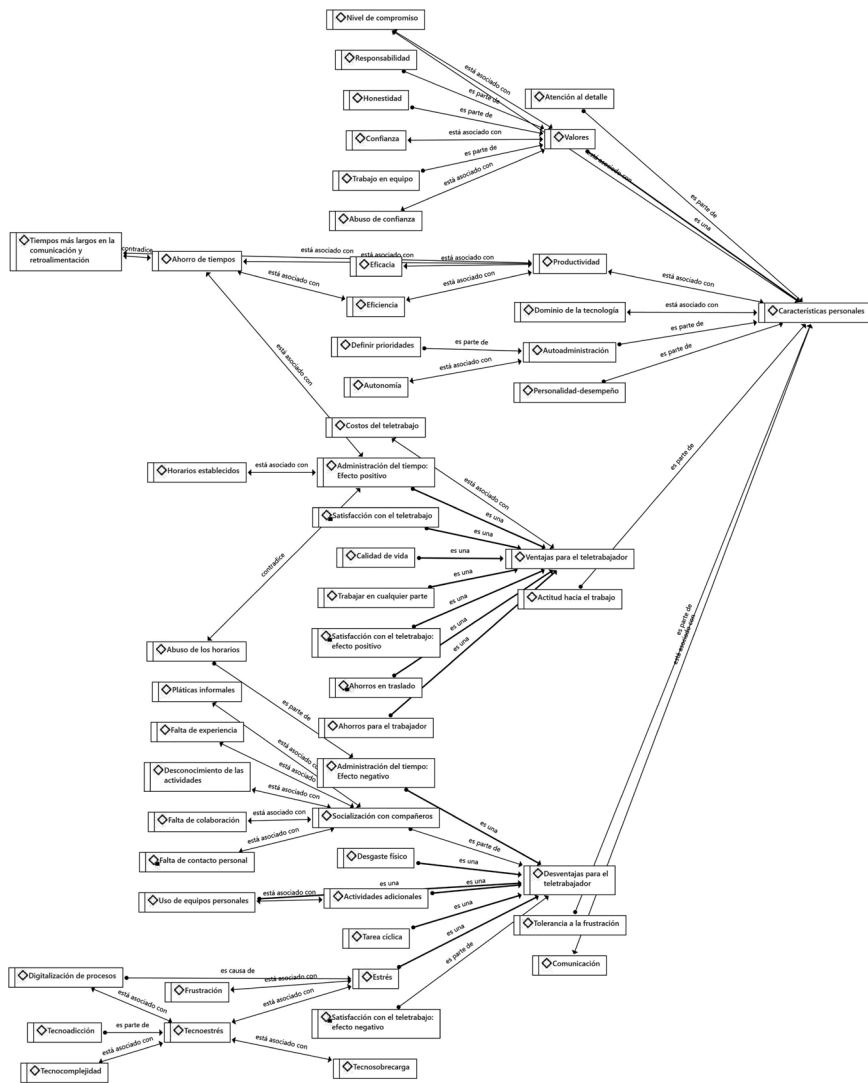 Nivel de compromiso
está asociado con
Responsabilidad
es parte de
Atención al detalle
Honestidad
es parte de
Confianza
está asociado con
Valores
es parte de
Trabajo en equipo
está asociado con
está asociado con
es parte de
Abuso de confianza
es una
Tiempos más largos en la
comunicación y
retroalimentación
contradice
Ahorro de tiempos
está asociado con
está asociado con
Eficacia
Productividad
está asociado con
está asociado con
está asociado con
Eficiencia
Dominio de la tecnología
está asociado con
Características personales
Definir prioridades
es parte de
Autoadministración
es parte de
está asociado con
es parte de
Autonomía
Personalidad-desempeño
está asociado con
Costos del teletrabajo
es parte de
Horarios establecidos
está asociado con
Administración del tiempo:
Efecto positivo
está asociado con
es una
Satisfacción con el teletrabajo
es una
Calidad de vida
es una
Ventajas para el teletrabajador
contradice
Trabajar en cualquier parte
es una
Actitud hacia el trabajo
es una
Satisfacción con el teletrabajo:
efecto positivo
es una
es una
Abuso de los horarios
es parte de
está asociado con
Ahorros en traslado
Pláticas informales
es parte de
Ahorros para el trabajador
Falta de experiencia
está asociado con
está asociado
Administración del tiempo:
Efecto negativo
Desconocimiento de las
actividades
está asociado con
Socialización con compañeros
es una
Falta de colaboración
está asociado con
es parte de
está asociado con
Falta de contacto personal
Desgaste físico
es una
Desventajas para el
teletrabajador
es una
es una
Uso de equipos personales
está asociado con
Actividades adicionales
es una
Tolerancia a la frustración
Tarea cíclica
es una
es parte de
Comunicación
Digitalización de procesos
es causa de
Estrés
está asociado con
Frustración
está asociado con
está asociado con
Satisfacción con el teletrabajo:
efecto negativo
Tecnoadicción
es parte de
Tecnoestrés
está asociado con
está asociado con
Tecnocomplejidad
Tecnosobrecarga